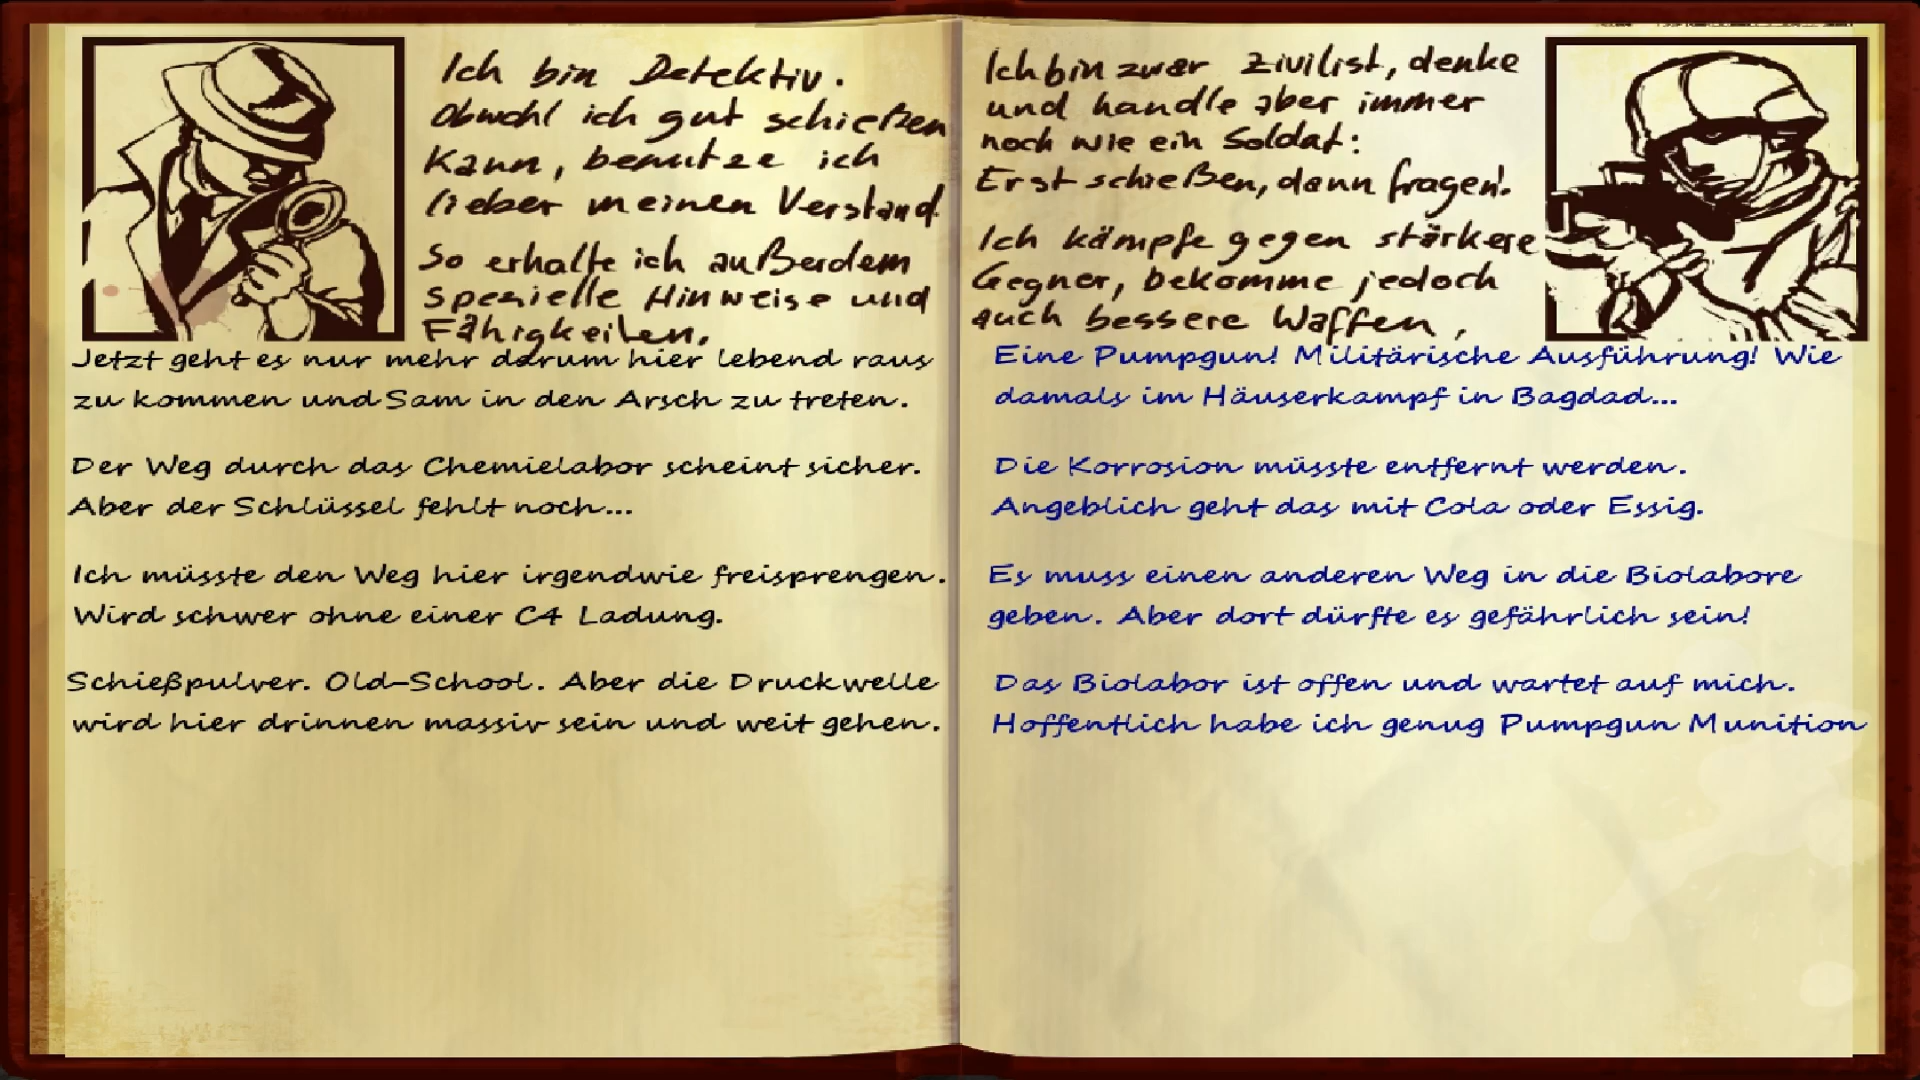 Ich bin Detektiv.
Obwohl ich gut schießen
kann, benutze ich
lieber meinen Verstand.
So erhalte ich außerdem
spezielle Hinweise und
Fähigkeiten.
Jetzt geht es nur mehr darum hier lebend raus
zu kommen und Sam in den Arsch zu treten.
Der Weg durch das Chemielabor scheint sicher.
Aber der Schlüssel fehlt noch...
Ich müsste den Weg hier irgendwie freisprengen.
Wird schwer ohne einer C4 Ladung.
Schießpulver. Old-School. Aber die Druckwelle
wird hier drinnen massiv sein und weit gehen.
Ich bin zwar Zivilist, denke
und handle aber immer
noch wie ein Soldat:
Erst schießen, dann fragen!.
Ich kämpfe gegen stärkere
Gegner, bekomme jedoch
auch bessere Waffen,
Eine Pumpgun! Militärische Ausführung! Wie
damals im Häuserkampf in Bagdad...
Die Korrosion müsste entfernt werden.
Angeblich geht das mit Cola oder Essig.
Es muss einen anderen Weg in die Biolabore
geben. Aber dort dürfte es gefährlich sein!
Das Biolabor ist offen und wartet auf mich.
Hoffentlich habe ich genug Pumpgun Munition